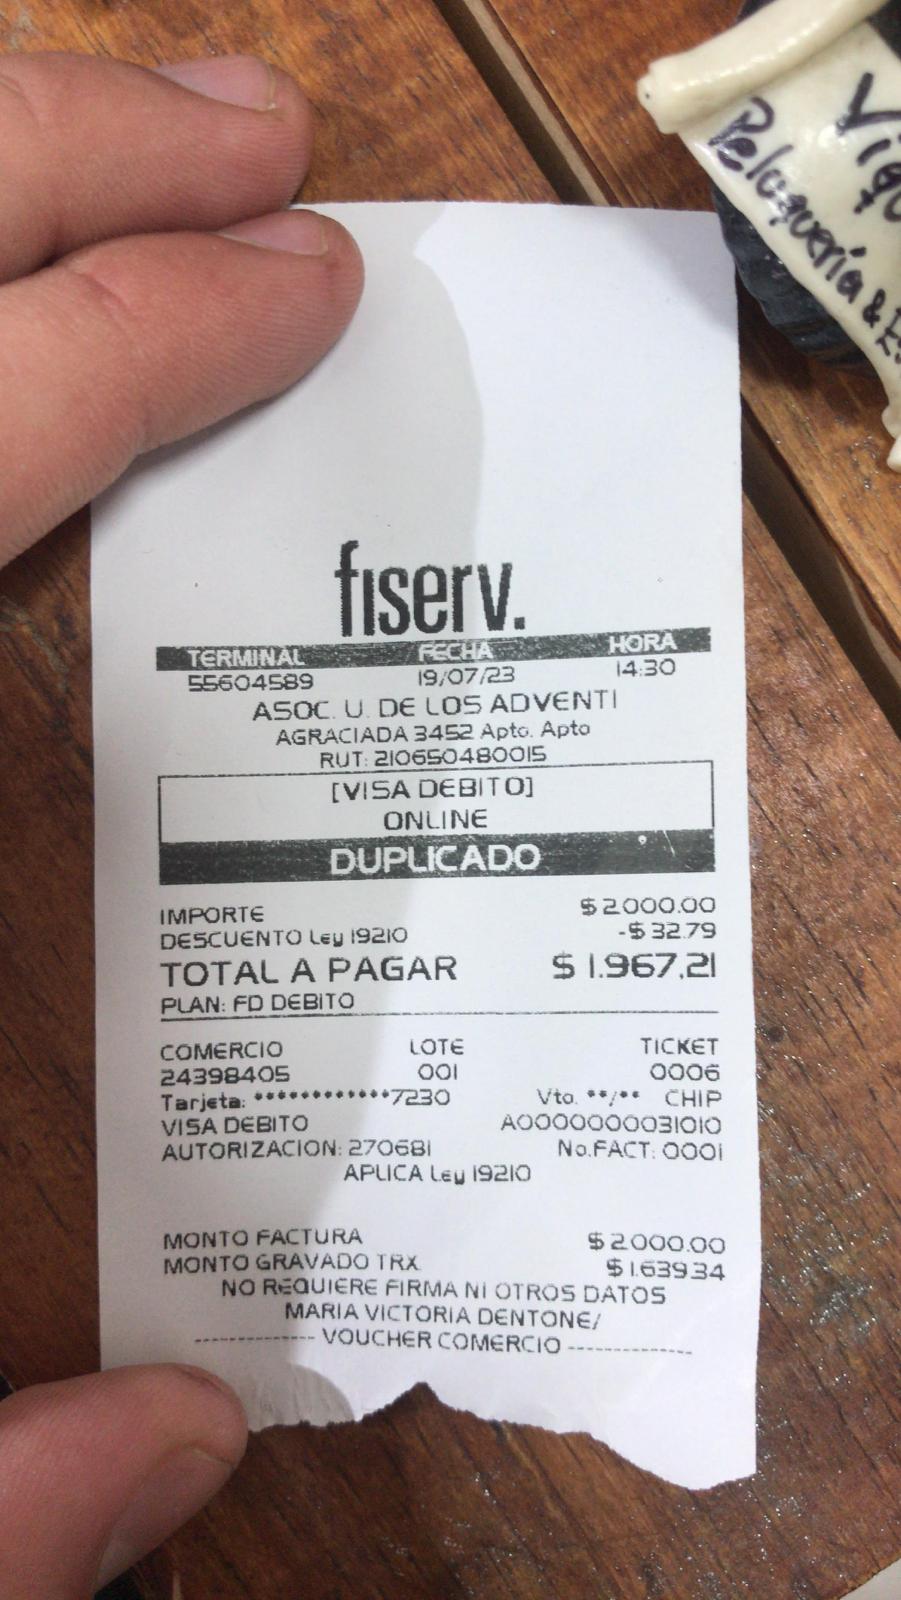 fiserv.
TERMINAL FECHA HORA
55604589 19/07/23 14:30
ASOC. U. DE LOS ADVENTI
AGRACIADA 3452 Apto. Apto
RUT: 210650480015
[VISA DEBITO]
ONLINE
DUPLICADO
IMPORTE $ 2000.00
DESCUENTO Ley 19210 -$ 32.79
TOTAL A PAGAR $ 1.967,21
PLAN: FD DEBITO
COMERCIO LOTE TICKET
24398405 001 0006
Tarjeta: ************7230 Vto. **/** CHIP
VISA DEBITO A0000000031010
AUTORIZACION: 270681 No.FACT: 0001
APLICA Ley 19210
MONTO FACTURA $ 2000.00
MONTO GRAVADO TRX $ 1.639.34
NO REQUIERE FIRMA NI OTROS DATOS
MARIA VICTORIA DENTONE/
------------- VOUCHER COMERCIO -------------
Peluquería &